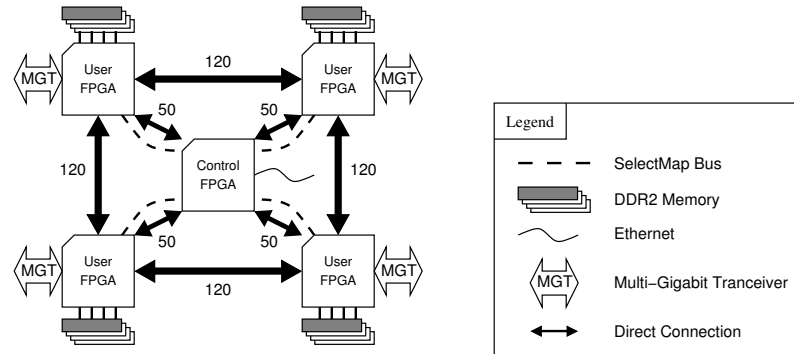 User
FPGA
MGT
120
User
FPGA
MGT
50
50
120
Control
FPGA
120
User
FPGA
MGT
50
50
User
FPGA
MGT
120
Legend
SelectMap Bus
DDR2 Memory
Ethernet
MGT
Multi−Gigabit Tranceiver
Direct Connection